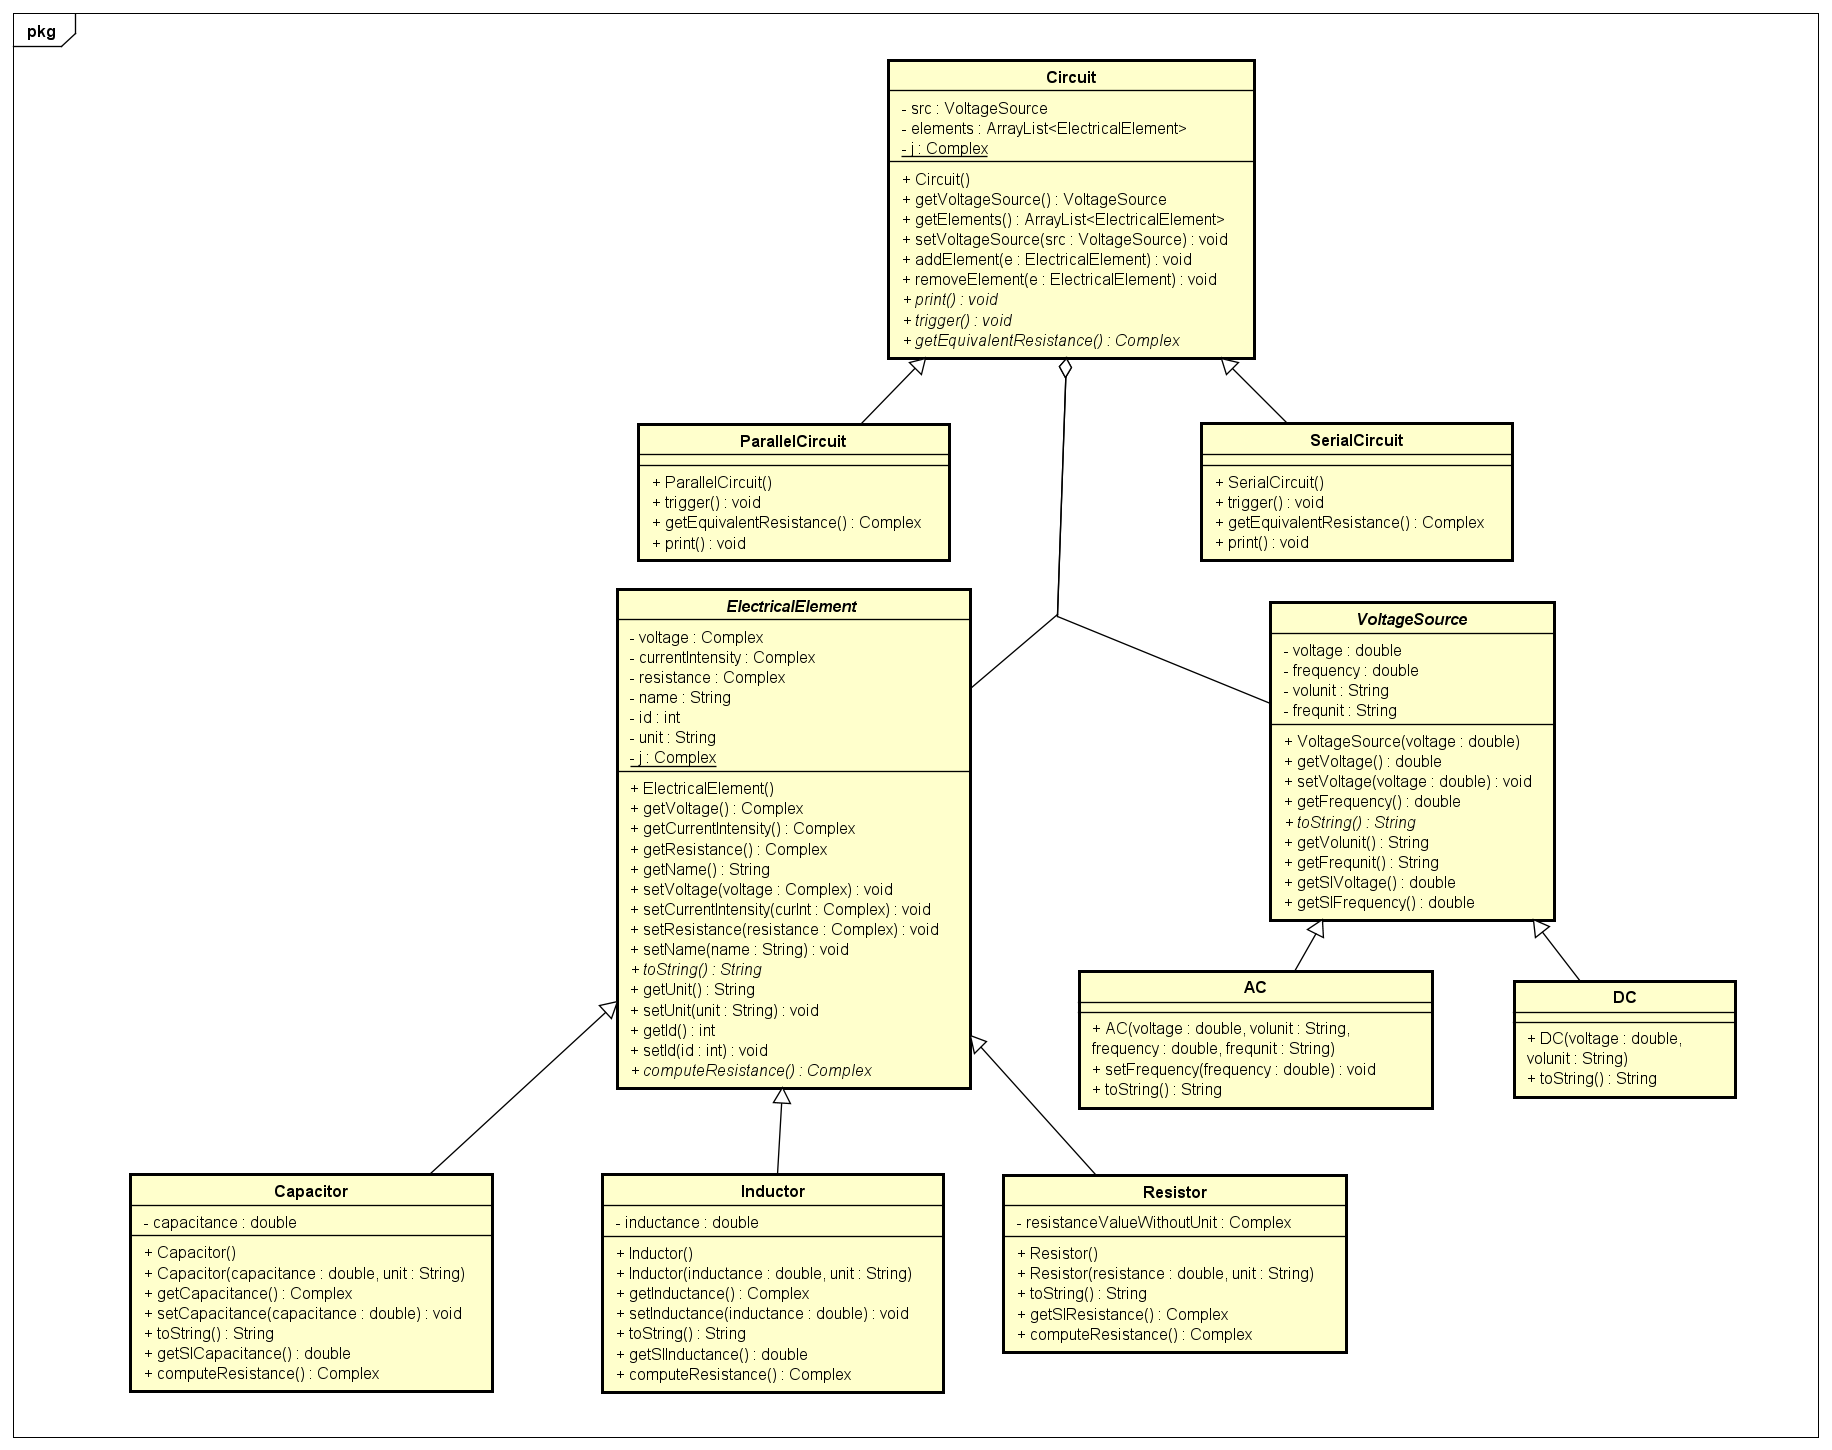 pkg
Circuit
- src : VoltageSource
- elements : ArrayList<ElectricalElement>
- j : Complex
+ Circuit()
+ getVoltageSource() : VoltageSource
+ getElements() : ArrayList<ElectricalElement>
+ setVoltageSource(src : VoltageSource) : void
+ addElement(e : ElectricalElement) : void
+ removeElement(e : ElectricalElement) : void
+ print() : void
+ trigger() : void
+ getEquivalentResistance() : Complex
ParallelCircuit
+ ParallelCircuit()
+ trigger() : void
+ getEquivalentResistance() : Complex
+ print() : void
SerialCircuit
+ SerialCircuit()
+ trigger() : void
+ getEquivalentResistance() : Complex
+ print() : void
ElectricalElement
- voltage : Complex
- currentIntensity : Complex
- resistance : Complex
- name : String
- id : int
- unit : String
- j : Complex
+ ElectricalElement()
+ getVoltage() : Complex
+ getCurrentIntensity() : Complex
+ getResistance() : Complex
+ getName() : String
+ setVoltage(voltage : Complex) : void
+ setCurrentIntensity(curInt : Complex) : void
+ setResistance(resistance : Complex) : void
+ setName(name : String) : void
+ toString() : String
+ getUnit() : String
+ setUnit(unit : String) : void
+ getId() : int
+ setId(id : int) : void
+ computeResistance() : Complex
VoltageSource
- voltage : double
- frequency : double
- volunit : String
- frequnit : String
+ VoltageSource(voltage : double)
+ getVoltage() : double
+ setVoltage(voltage : double) : void
+ getFrequency() : double
+ toString() : String
+ getVolunit() : String
+ getFrequnit() : String
+ getSIVoltage() : double
+ getSIFrequency() : double
AC
+ AC(voltage : double, volunit : String,
frequency : double, frequnit : String)
+ setFrequency(frequency : double) : void
+ toString() : String
DC
+ DC(voltage : double,
volunit : String)
+ toString() : String
Capacitor
- capacitance : double
+ Capacitor()
+ Capacitor(capacitance : double, unit : String)
+ getCapacitance() : Complex
+ setCapacitance(capacitance : double) : void
+ toString() : String
+ getSICapacitance() : double
+ computeResistance() : Complex
Inductor
- inductance : double
+ Inductor()
+ Inductor(inductance : double, unit : String)
+ getInductance() : Complex
+ setInductance(inductance : double) : void
+ toString() : String
+ getSIInductance() : double
+ computeResistance() : Complex
Resistor
- resistanceValueWithoutUnit : Complex
+ Resistor()
+ Resistor(resistance : double, unit : String)
+ toString() : String
+ getSIResistance() : Complex
+ computeResistance() : Complex